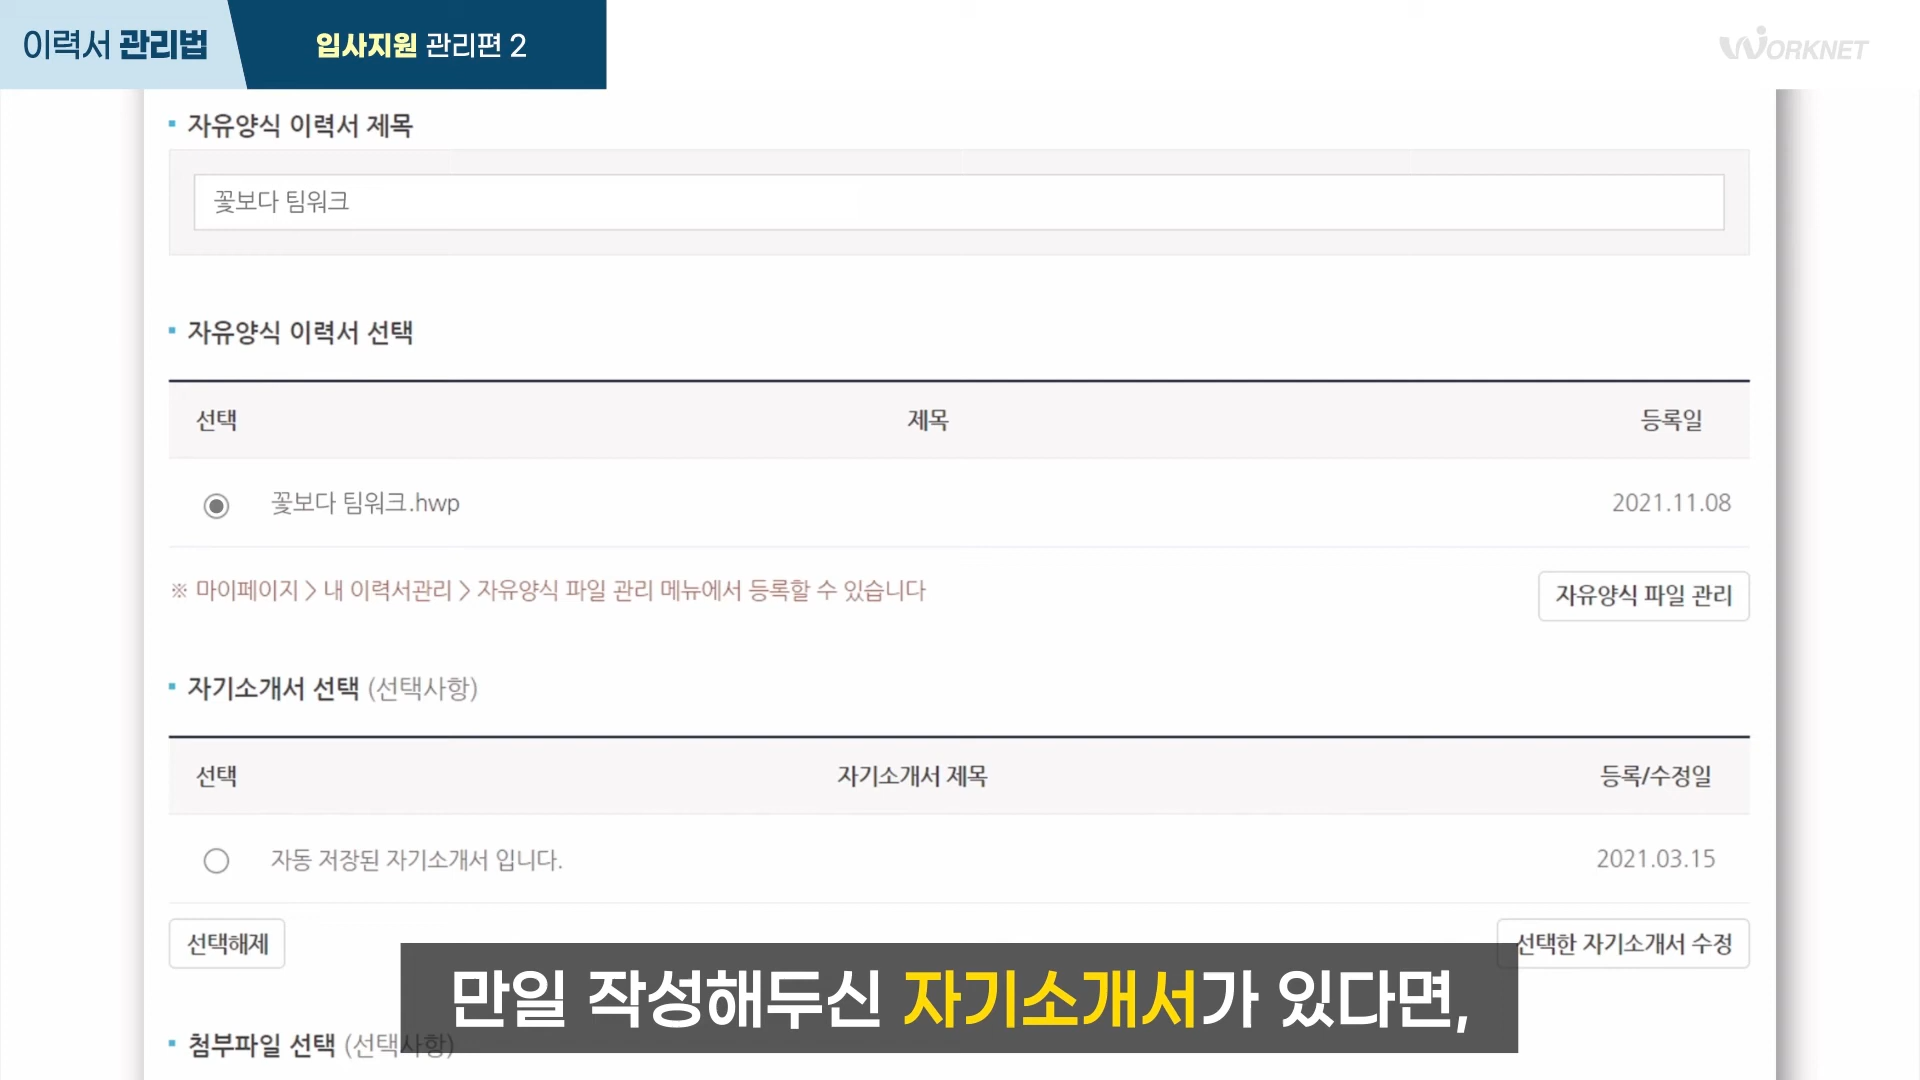 이력서 관리법
입사지원 관리편 2
WORKNET
자유양식 이력서 제목
꽃보다 팀워크
자유양식 이력서 선택
선택 제목 등록일
꽃보다 팀워크.hwp 2021.11.08
※ 마이페이지 > 내 이력서관리 > 자유양식 파일 관리 메뉴에서 등록할 수 있습니다
자유양식 파일 관리
자기소개서 선택 (선택사항)
선택 자기소개서 제목 등록/수정일
자동 저장된 자기소개서 입니다. 2021.03.15
선택해제
선택한 자기소개서 수정
만일 작성해두신 자기소개서가 있다면,
첨부파일 선택 (선택사항)